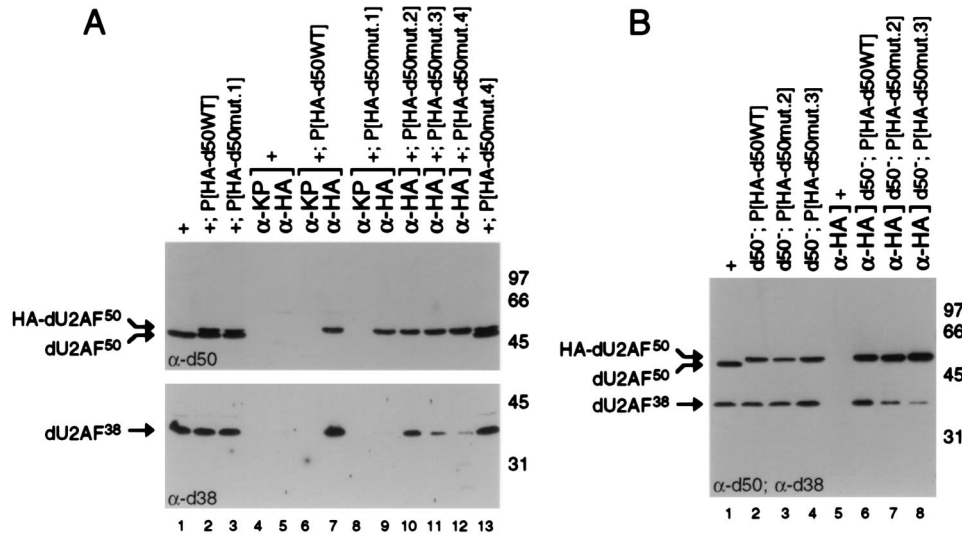 A
+
+; P[HA-d50WT]
+; P[HA-d50mut.1]
α-KP
α-HA
+
α-KP
α-HA
+; P[HA-d50WT]
α-KP
α-HA
+; P[HA-d50mut.1]
α-HA] +; P[HA-d50mut.2]
α-HA] +; P[HA-d50mut.3]
α-HA] +; P[HA-d50mut.4]
+; P[HA-d50mut.4]
HA-dU2AF50
dU2AF50
α-d50
97
66
45
dU2AF38
α-d38
45
31
1 2 3 4 5 6 7 8 9 10 11 12 13
B
+
d50-; P[HA-d50WT]
d50-; P[HA-d50mut.2]
d50-; P[HA-d50mut.3]
α-HA] +
α-HA] d50-; P[HA-d50WT]
α-HA] d50-; P[HA-d50mut.2]
α-HA] d50-; P[HA-d50mut.3]
HA-dU2AF50
dU2AF50
dU2AF38
97
66
45
31
α-d50; α-d38
1 2 3 4 5 6 7 8